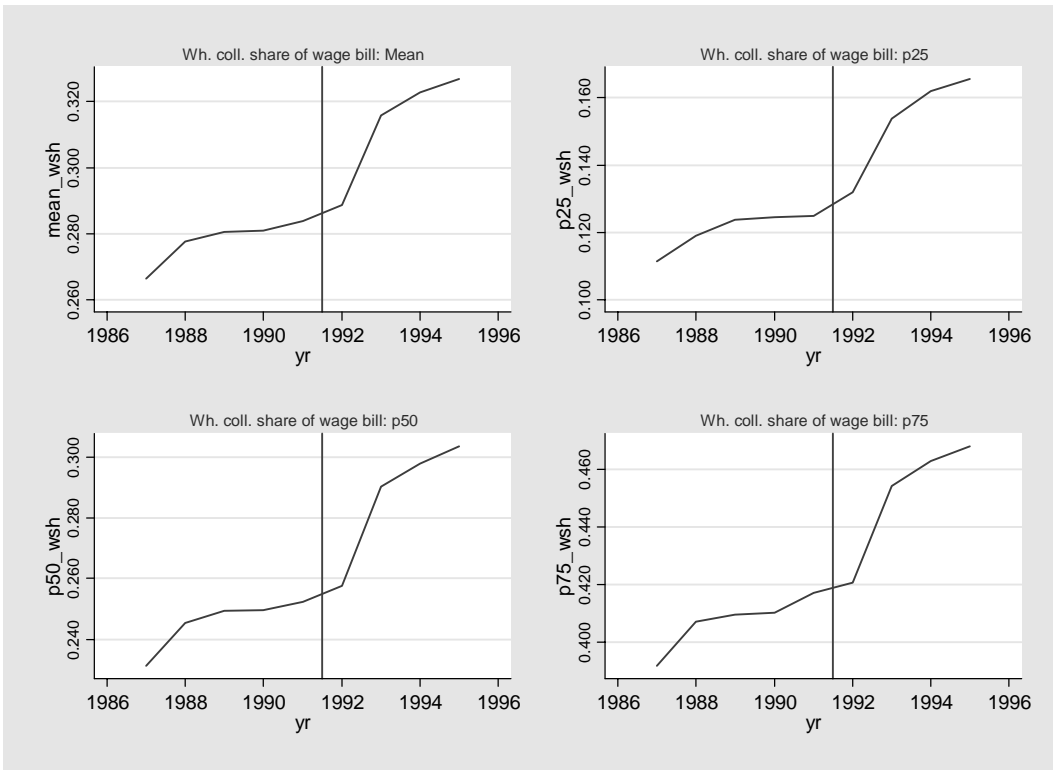 Wh. coll. share of wage bill: Mean
mean_wsh
0.320
0.300
0.280
0.260
1986 1988 1990 1992 1994 1996
yr
Wh. coll. share of wage bill: p25
p25_wsh
0.160
0.140
0.120
0.100
1986 1988 1990 1992 1994 1996
yr
Wh. coll. share of wage bill: p50
p50_wsh
0.300
0.280
0.260
0.240
1986 1988 1990 1992 1994 1996
yr
Wh. coll. share of wage bill: p75
p75_wsh
0.460
0.440
0.420
0.400
1986 1988 1990 1992 1994 1996
yr